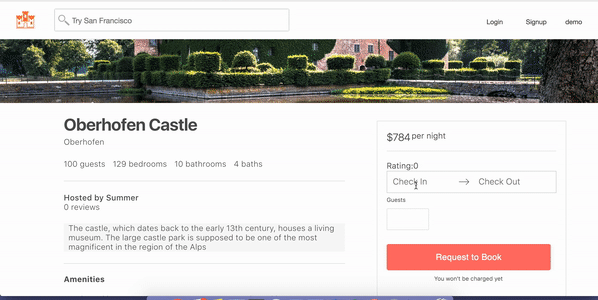 Try San Francisco
Login Signup demo
Oberhofen Castle
Oberhofen
100 guests 129 bedrooms 10 bathrooms 4 baths
Hosted by Summer
0 reviews
The castle, which dates back to the early 13th century, houses a living
museum. The large castle park is supposed to be one of the most
magnificent in the region of the Alps
Amenities
$784 per night
Rating:0
Check In → Check Out
Guests
Request to Book
You won't be charged yet